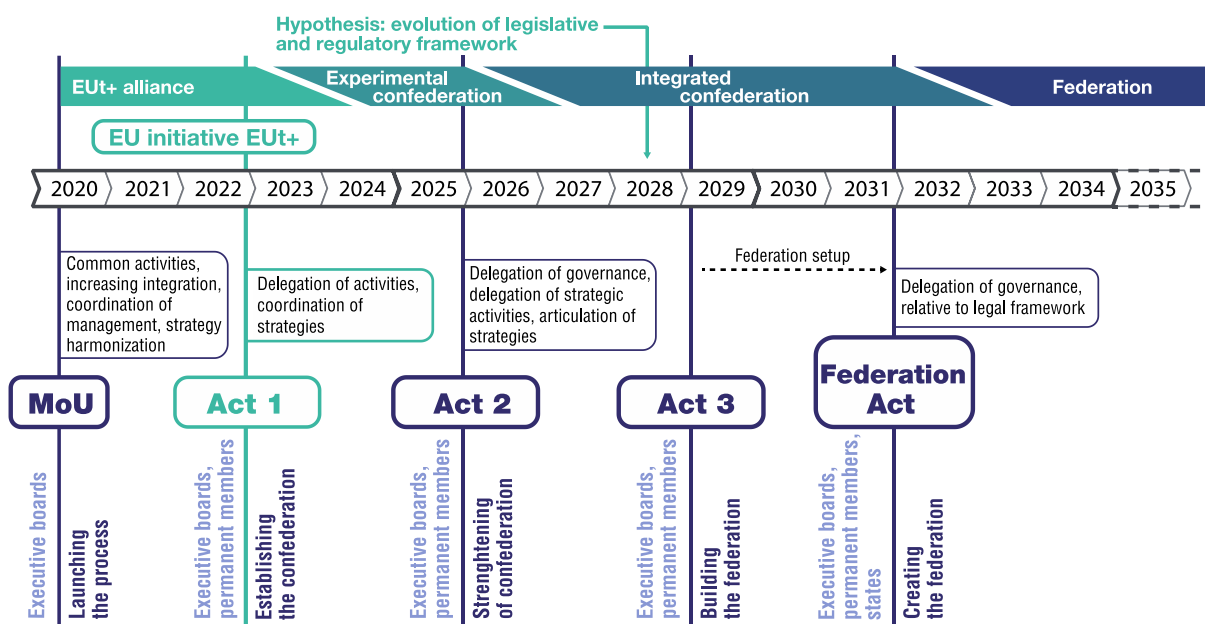 Hypothesis: evolution of legislative
and regulatory framework
EUt+ alliance
Experimental
confederation
Integrated
confederation
Federation
EU initiative EUt+
2020
2021
2022
2023
2024
2025
2026
2027
2028
2029
2030
2031
2032
2033
2034
2035
Common activities,
increasing integration,
coordination of
management, strategy
harmonization
Delegation of activities,
coordination of
strategies
Delegation of governance,
delegation of strategic
activities, articulation of
strategies
Federation setup
Delegation of governance,
relative to legal framework
MoU
Act 1
Act 2
Act 3
Federation
Act
Executive boards
Launching
the process
Executive boards,
permanent members
Establishing
the confederation
Executive boards,
permanent members
Strenghtening
of confederation
Executive boards,
permanent members
Building
the federation
Executive boards,
permanent members,
states
Creating
the federation